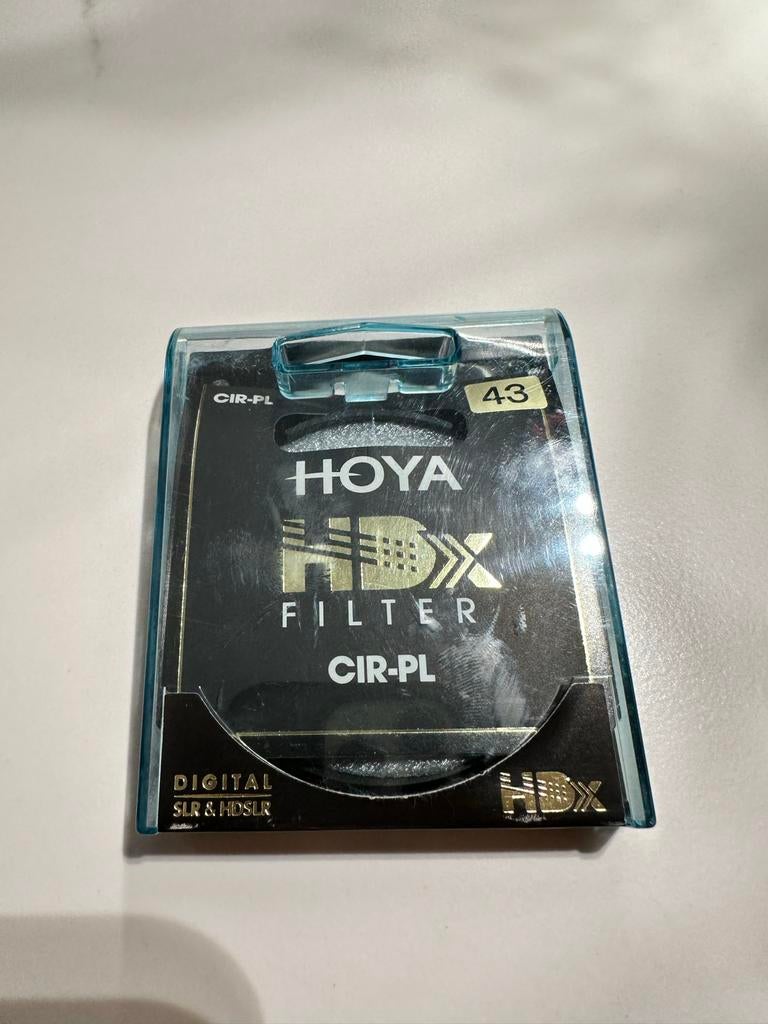 CIR-PL
43
HOYA
HDX
FILTER
CIR-PL
DIGITAL
SLR & HDSLR
HDX